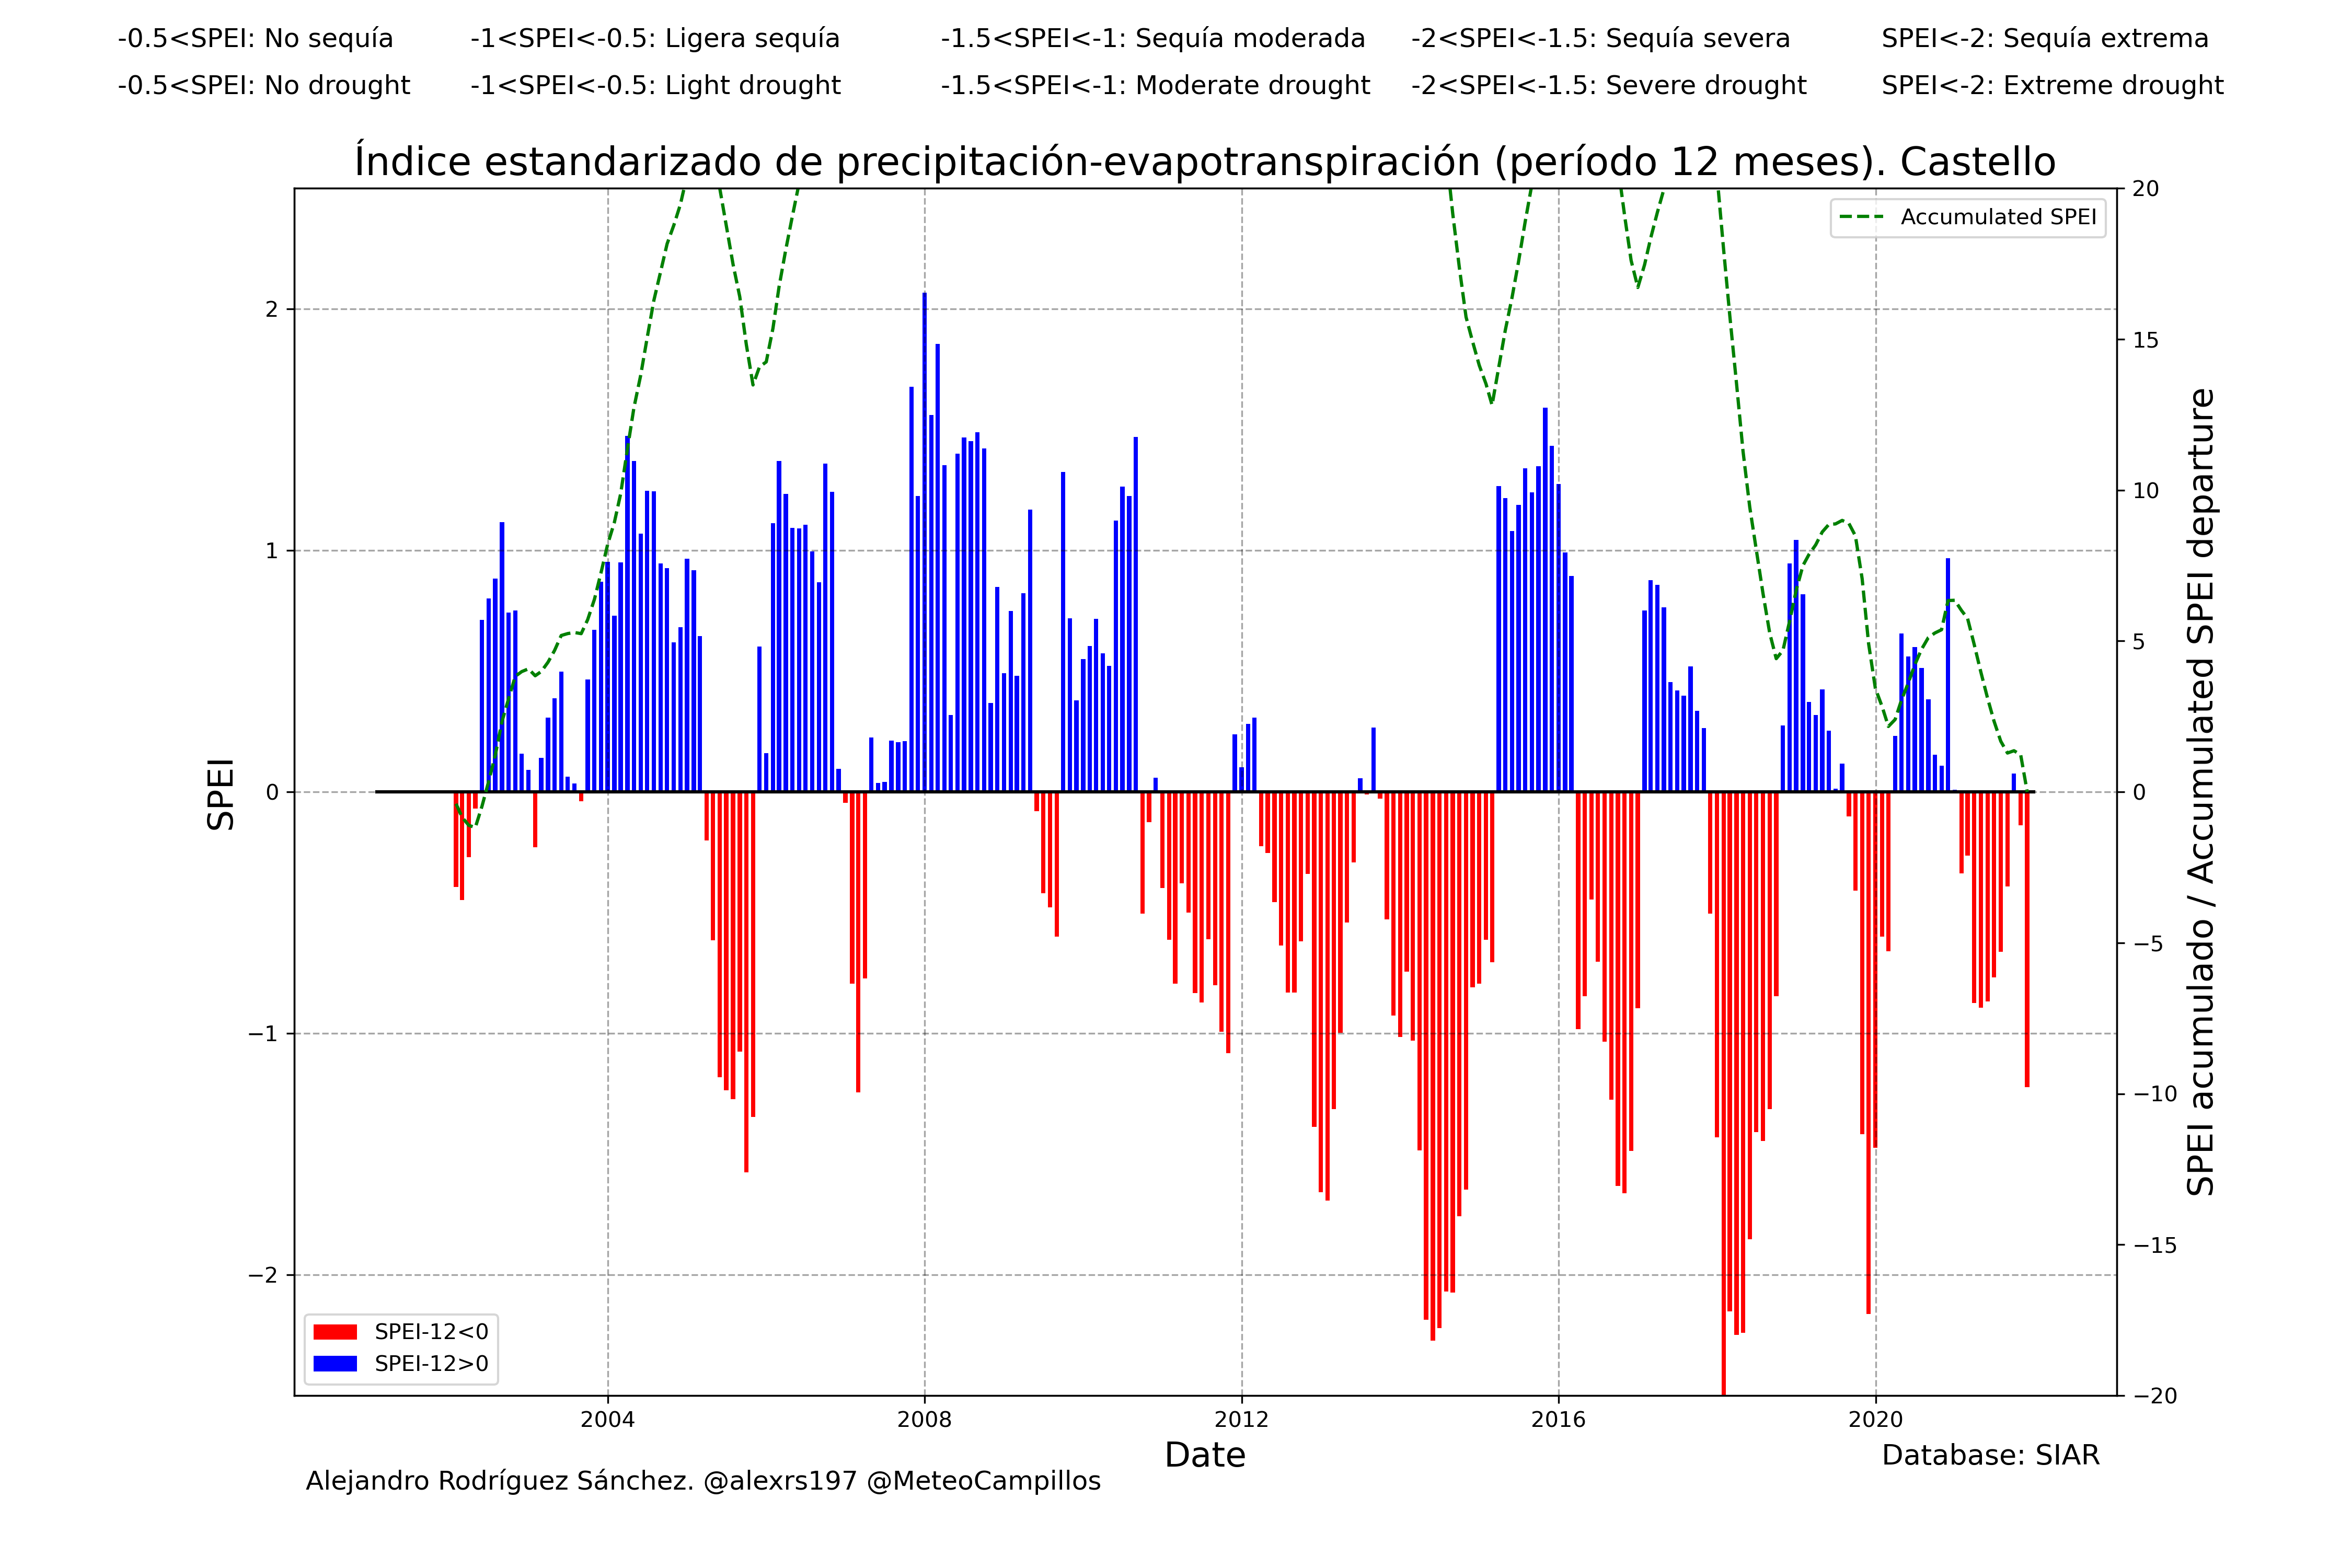 -0.5<SPEI: No sequía -1<SPEI<-0.5: Ligera sequía -1.5<SPEI<-1: Sequía moderada -2<SPEI<-1.5: Sequía severa SPEI<-2: Sequía extrema
-0.5<SPEI: No drought -1<SPEI<-0.5: Light drought -1.5<SPEI<-1: Moderate drought -2<SPEI<-1.5: Severe drought SPEI<-2: Extreme drought
Índice estandarizado de precipitación-evapotranspiración (período 12 meses). Castello
Accumulated SPEI
SPEI
2
1
0
−1
−2
20
15
10
5
0
−5
−10
−15
−20
SPEI acumulado / Accumulated SPEI departure
SPEI-12<0
SPEI-12>0
2004 2008 2012 2016 2020
Date
Database: SIAR
Alejandro Rodríguez Sánchez. @alexrs197 @MeteoCampillos